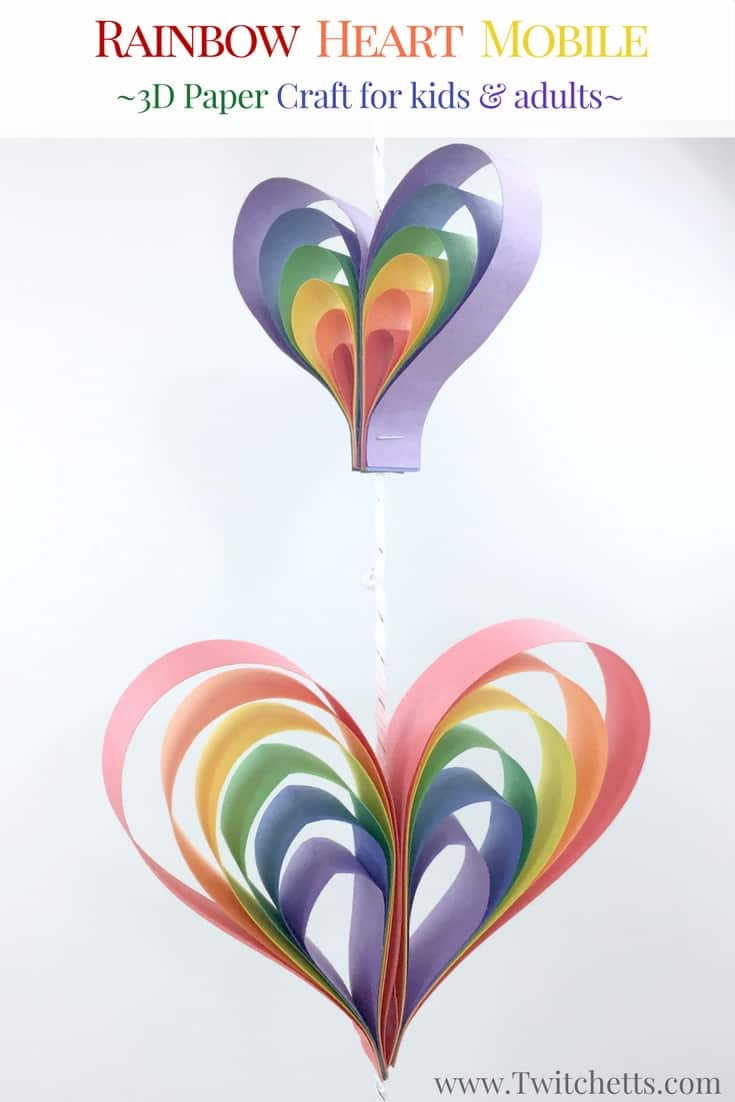 Rainbow Heart Mobile
~3D Paper Craft for kids & adults~
www.Twitchetts.com